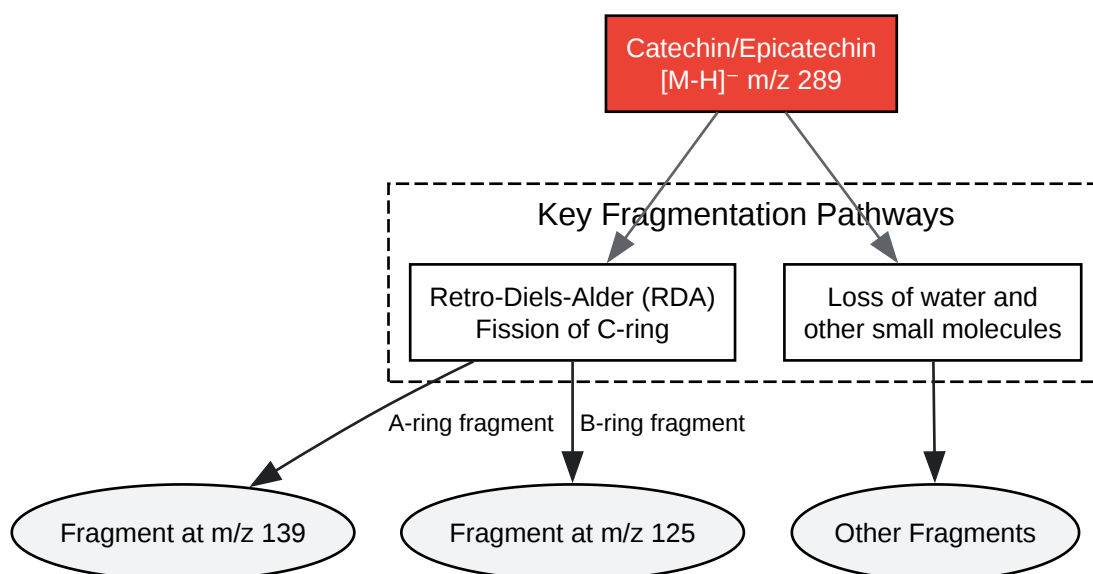 Catechin/Epicatechin
[M-H]⁻ m/z 289
Key Fragmentation Pathways
Retro-Diels-Alder (RDA)
Fission of C-ring
Loss of water and
other small molecules
A-ring fragment
B-ring fragment
Fragment at m/z 139
Fragment at m/z 125
Other Fragments